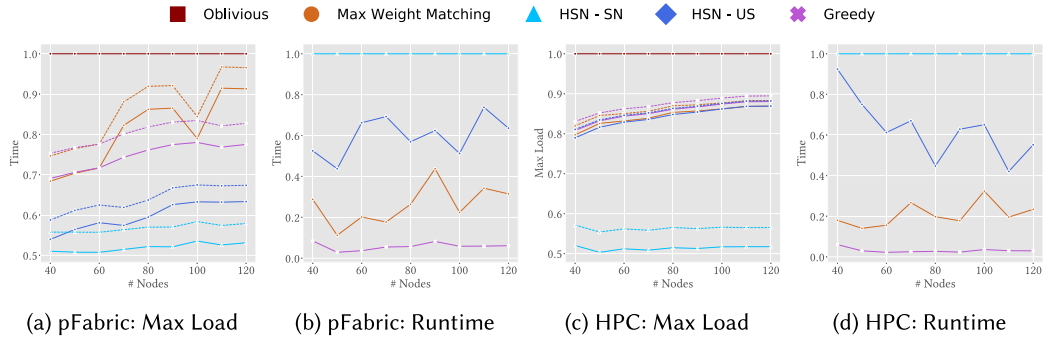 Oblivious Max Weight Matching HSN - SN HSN - US Greedy
1.0 0.9 0.8 0.7 0.6 0.5
Time
40 60 80 100 120
# Nodes
(a) pFabric: Max Load
1.0 0.8 0.6 0.4 0.2 0.0
Time
40 60 80 100 120
# Nodes
(b) pFabric: Runtime
1.0 0.9 0.8 0.7 0.6 0.5
Max Load
40 60 80 100 120
# Nodes
(c) HPC: Max Load
1.0 0.8 0.6 0.4 0.2 0.0
Time
40 60 80 100 120
# Nodes
(d) HPC: Runtime